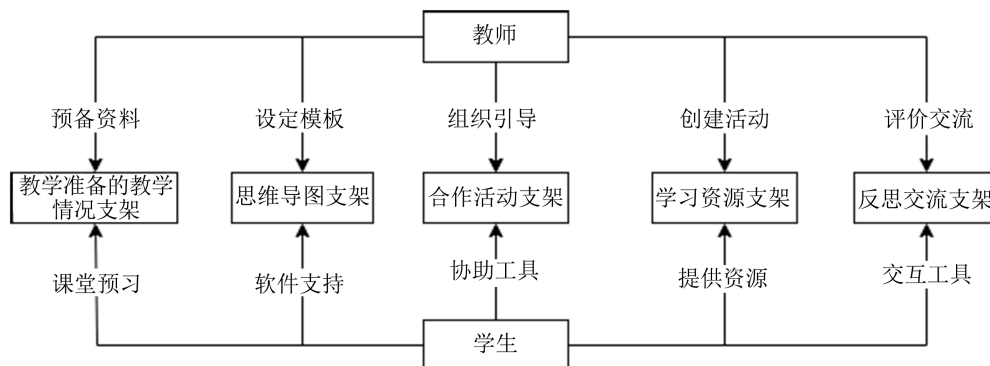 教师
预备资料
设定模板
组织引导
创建活动
评价交流
教学准备的教学
情况支架
思维导图支架
合作活动支架
学习资源支架
反思交流支架
课堂预习
软件支持
协助工具
提供资源
交互工具
学生